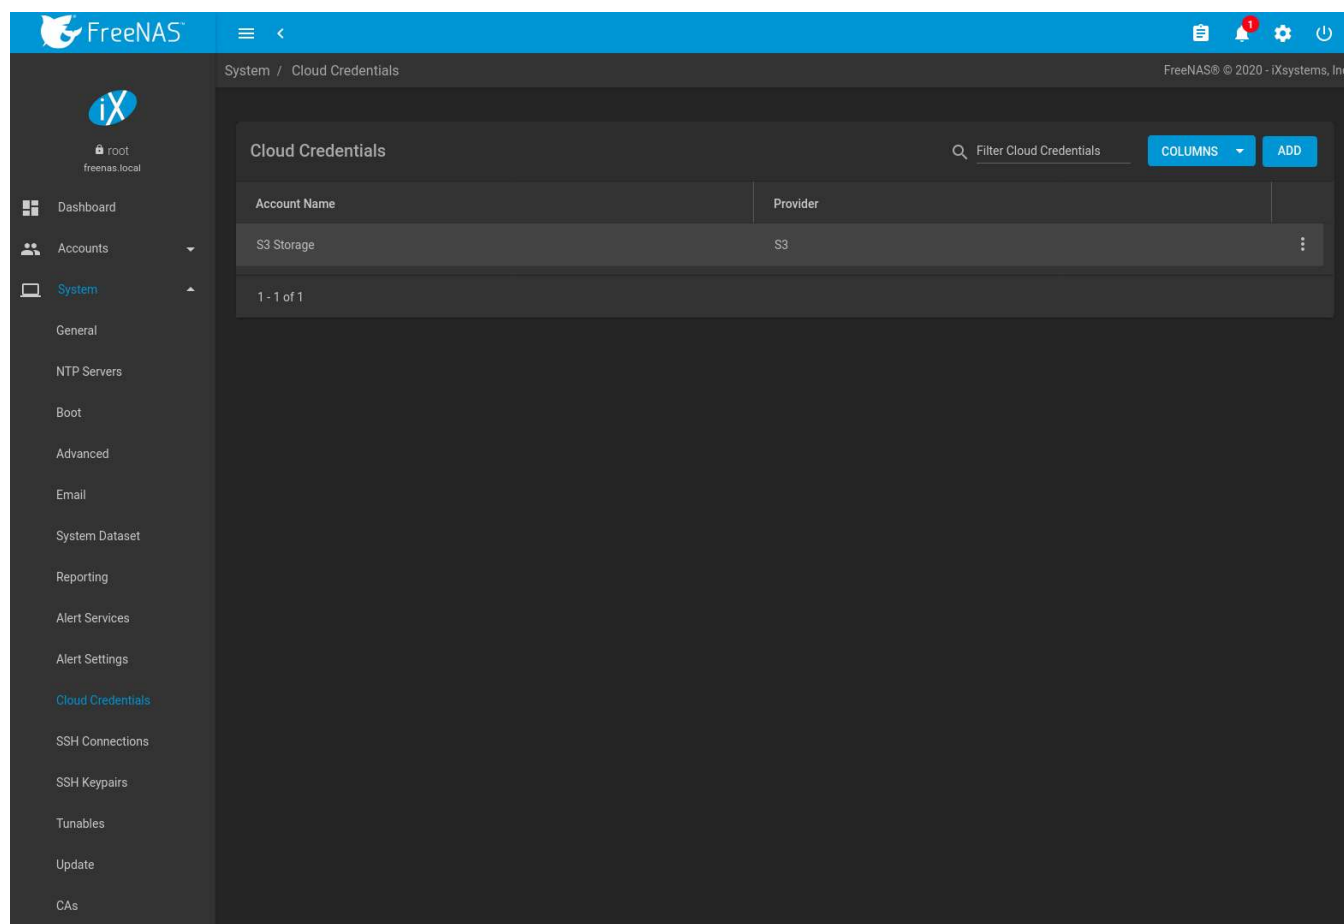 FreeNAS™
1
System / Cloud Credentials
FreeNAS® © 2020 - iXsystems, Inc
iX
root
freenas.local
Cloud Credentials
Filter Cloud Credentials
COLUMNS
ADD
Account Name
Provider
S3 Storage
S3
1 - 1 of 1
Dashboard
Accounts
System
General
NTP Servers
Boot
Advanced
Email
System Dataset
Reporting
Alert Services
Alert Settings
Cloud Credentials
SSH Connections
SSH Keypairs
Tunables
Update
CAs